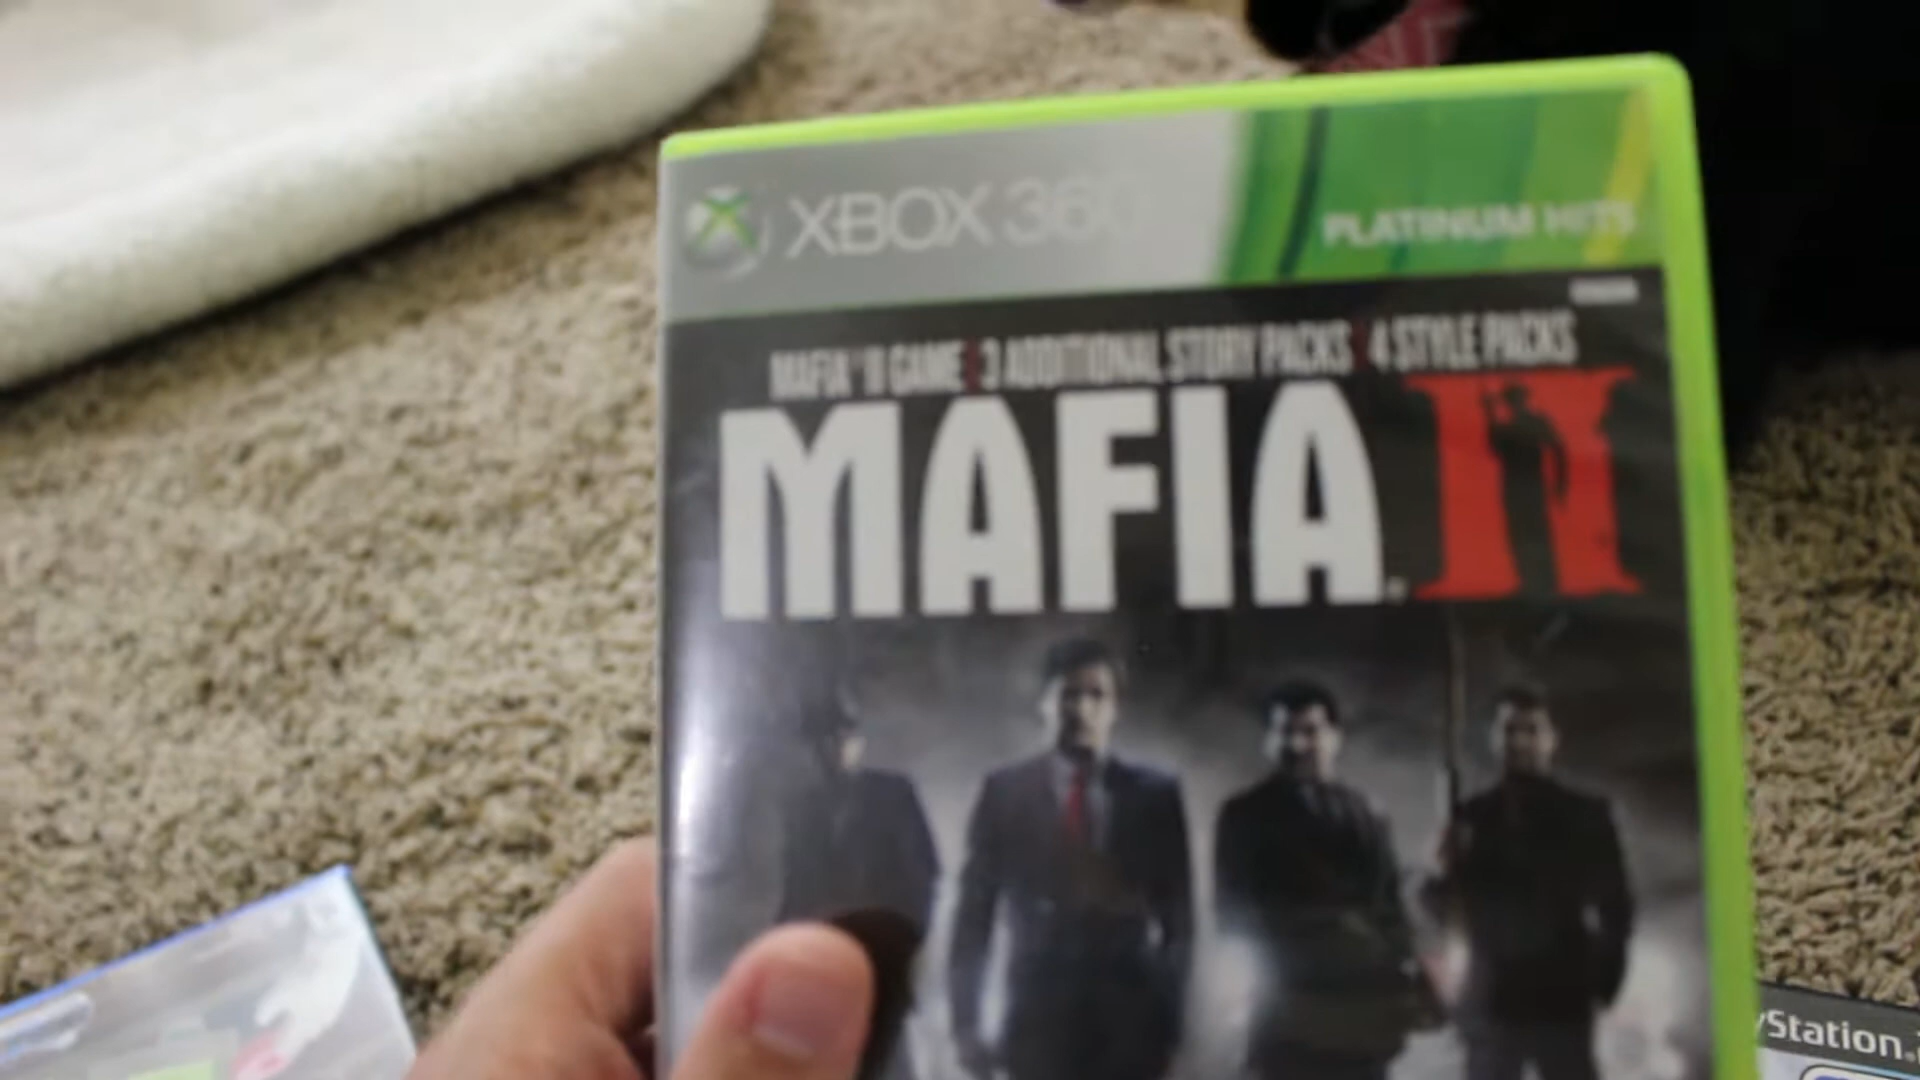 XBOX 360
PLATINUM HITS
MAFIA II GAME 3 ADDITIONAL STORY PACKS 4 STYLE PACKS
MAFIA II
yStation.